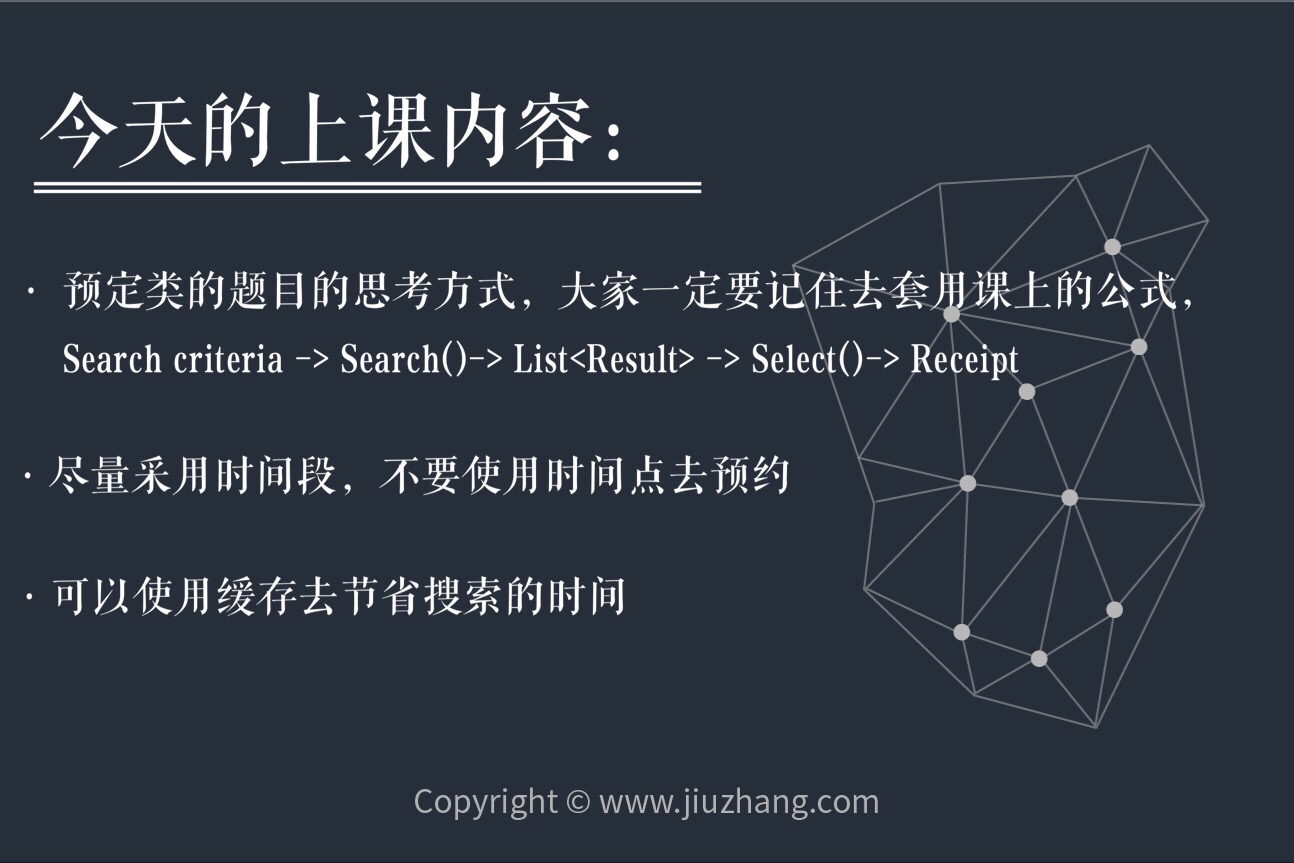 今天的上课内容：
· 预定类的题目的思考方式，大家一定要记住去套用课上的公式，
Search criteria -> Search()-> List<Result> -> Select()-> Receipt
· 尽量采用时间段，不要使用时间点去预约
· 可以使用缓存去节省搜索的时间
Copyright © www.jiuzhang.com